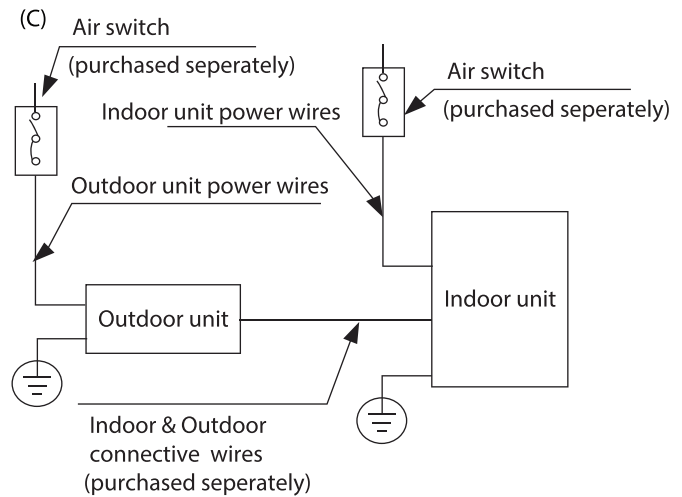 (C)
Air switch
(purchased seperately)
Air switch
(purchased seperately)
Indoor unit power wires
Outdoor unit power wires
Indoor unit
Outdoor unit
Indoor & Outdoor
connective wires
(purchased seperately)